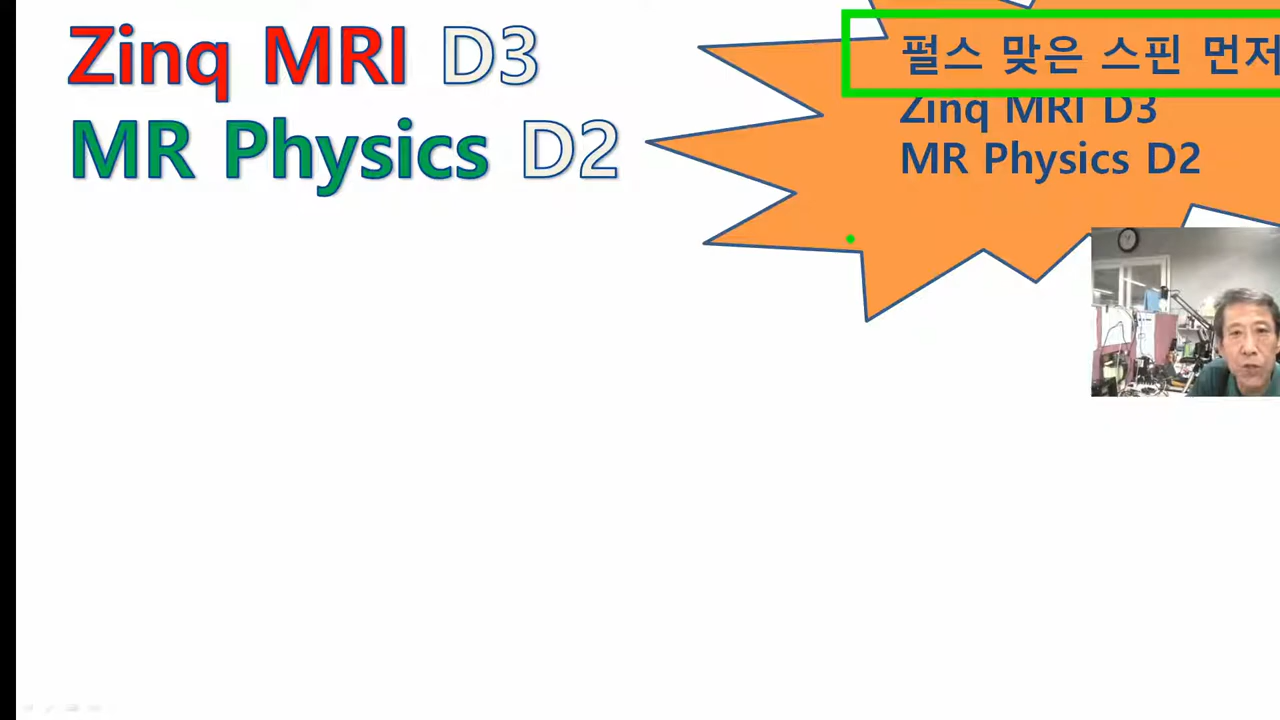 Zinq MRI D3
MR Physics D2
펄스 맞은 스핀 먼저
Zinq MRI D3
MR Physics D2